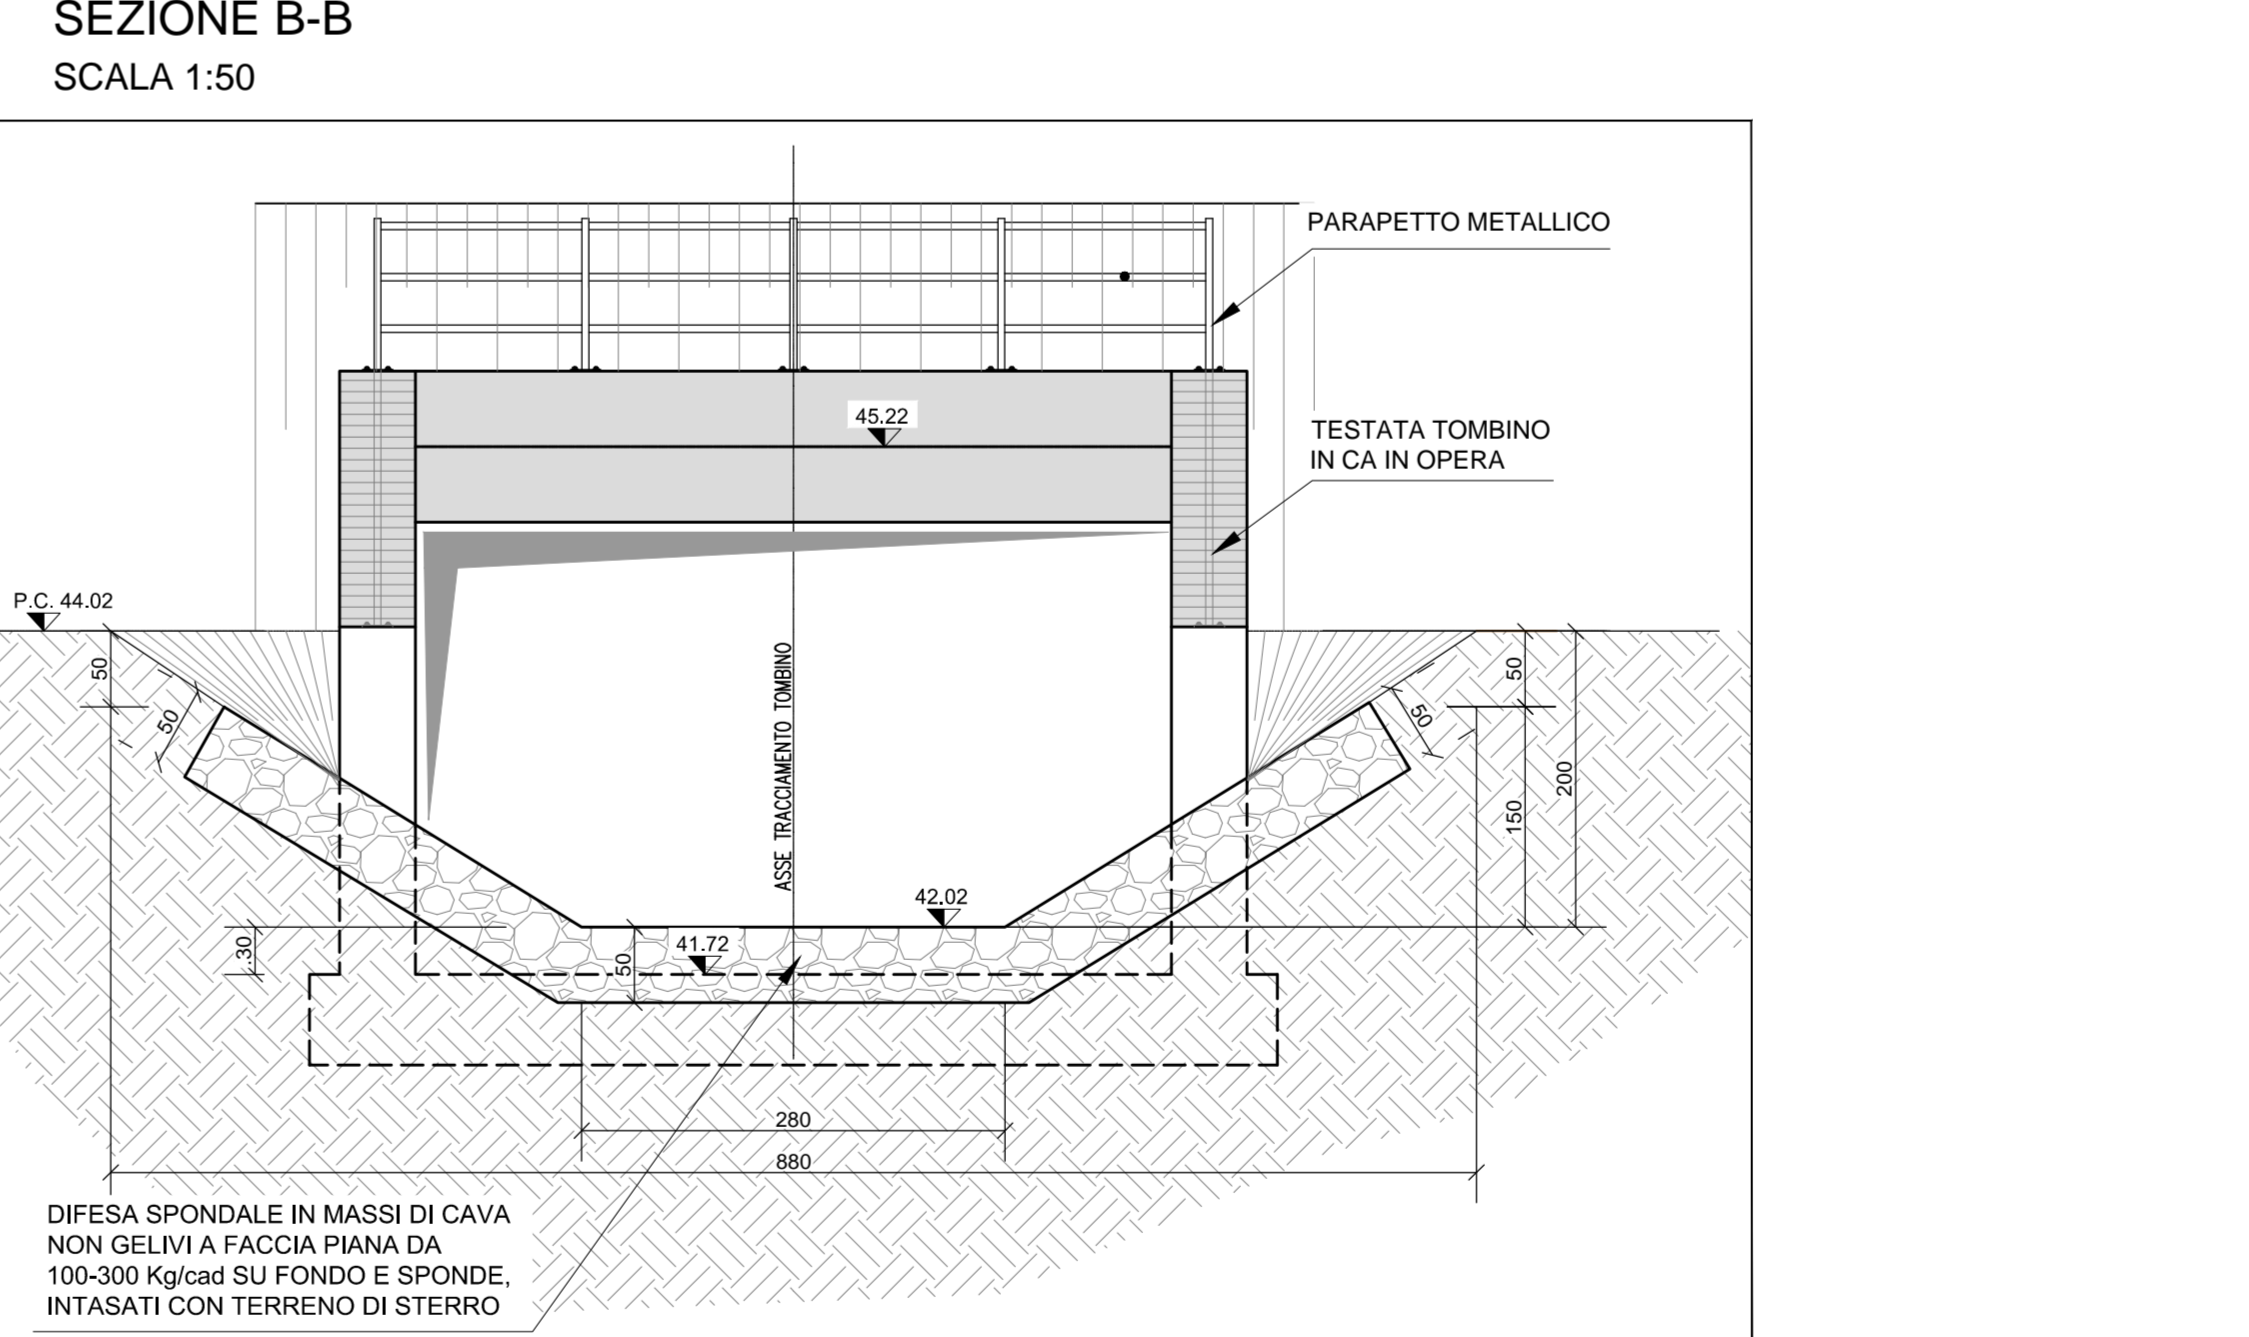 SEZIONE B-B
SCALA 1:50
PARAPETTO METALLICO
45.22
TESTATA TOMBINO
IN CA IN OPERA
P.C. 44.02
50
50
50
50
200
150
ASSE TRACCIAMENTO TOMBINO
42.02
41.72
.30
50
280
880
DIFESA SPONDALE IN MASSI DI CAVA
NON GELIVI A FACCIA PIANA DA
100-300 Kg/cad SU FONDO E SPONDE,
INTASATI CON TERRENO DI STERRO